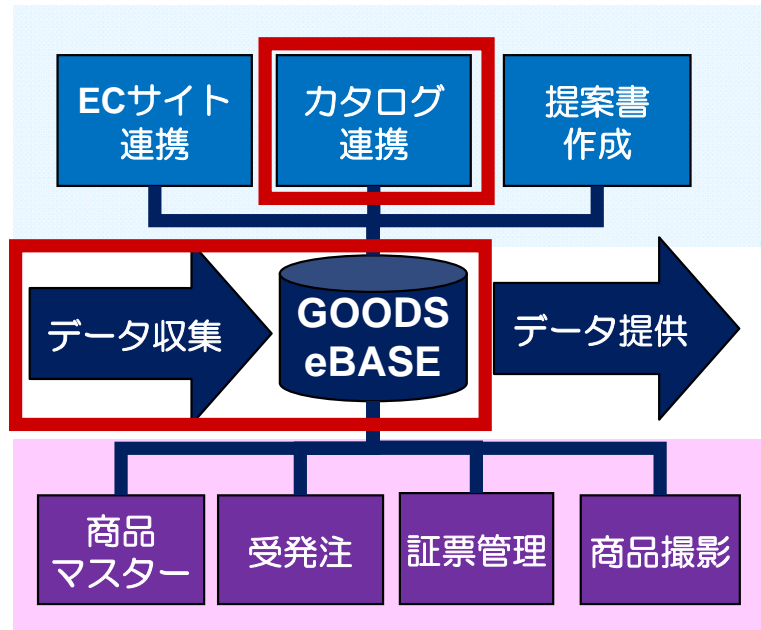 ECサイト
連携
カタログ
連携
提案書
作成
データ収集
GOODS
eBASE
データ提供
商品
マスター
受発注
証票管理
商品撮影